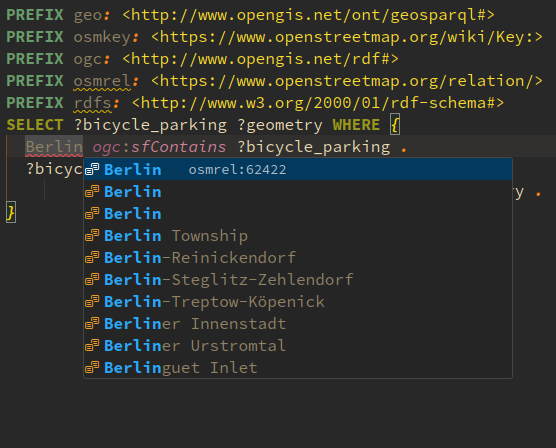 PREFIX geo: <http://www.opengis.net/ont/geosparql#>
PREFIX osmkey: <https://www.openstreetmap.org/wiki/Key:>
PREFIX ogc: <http://www.opengis.net/rdf#>
PREFIX osmrel: <https://www.openstreetmap.org/relation/>
PREFIX rdfs: <http://www.w3.org/2000/01/rdf-schema#>
SELECT ?bicycle_parking ?geometry WHERE {
Berlin ogc:sfContains ?bicycle_parking .
?bicyc
Berlin osmrel:62422
Berlin
y .
Berlin
}
Berlin Township
Berlin-Reinickendorf
Berlin-Steglitz-Zehlendorf
Berlin-Treptow-Köpenick
Berliner Innenstadt
Berliner Urstromtal
Berlinguet Inlet